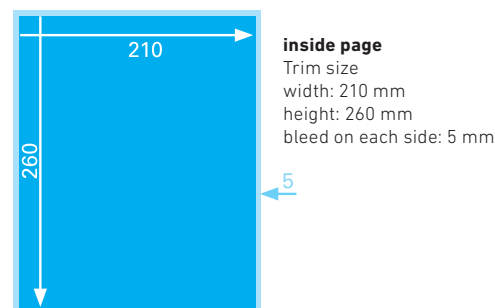 210
inside page
Trim size
width: 210 mm
height: 260 mm
bleed on each side: 5 mm
260
5